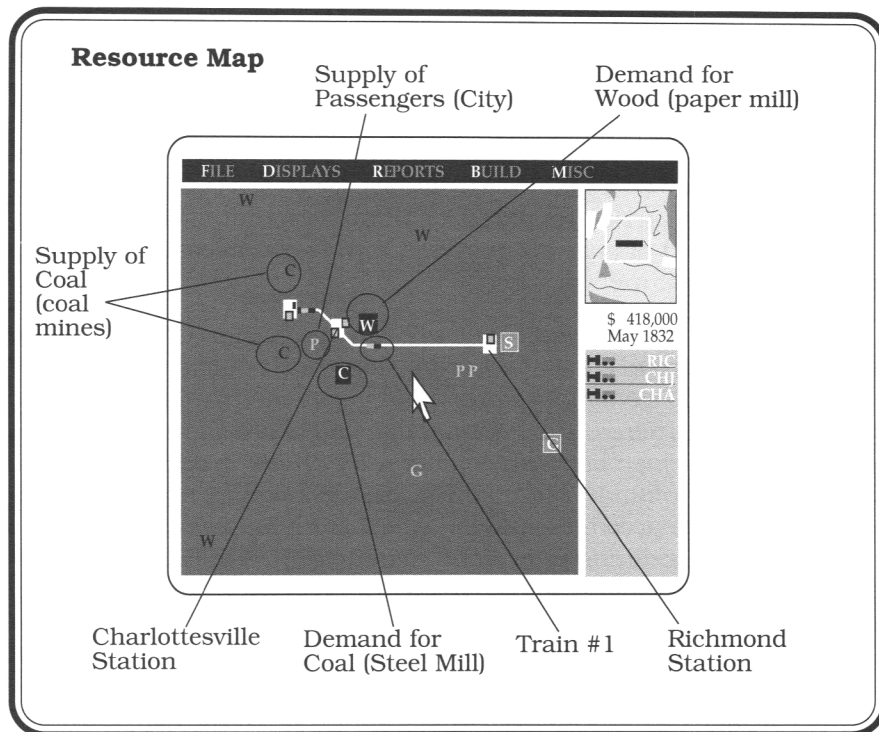 Resource Map
Supply of
Passengers (City)
Demand for
Wood (paper mill)
FILE DISPLAYS REPORTS BUILD MISC
W
W
Supply of
Coal
(coal
mines)
C
W
P
S
C
C
P P
C
G
W
$ 418,000
May 1832
RIC
CHJ
CHA
Charlottesville
Station
Demand for
Coal (Steel Mill)
Train #1
Richmond
Station